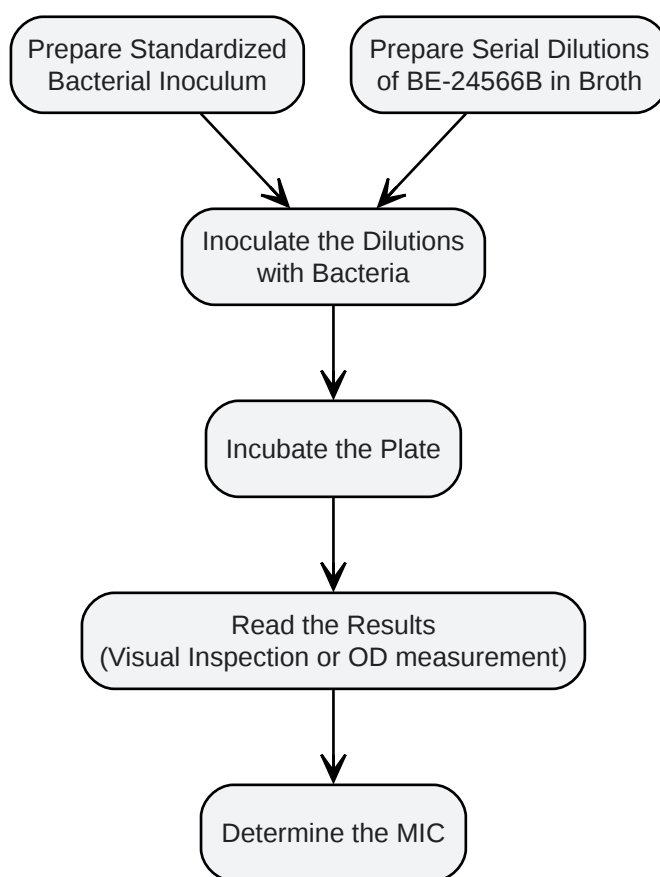 Prepare Standardized
Bacterial Inoculum
Prepare Serial Dilutions
of BE-24566B in Broth
Inoculate the Dilutions
with Bacteria
Incubate the Plate
Read the Results
(Visual Inspection or OD measurement)
Determine the MIC